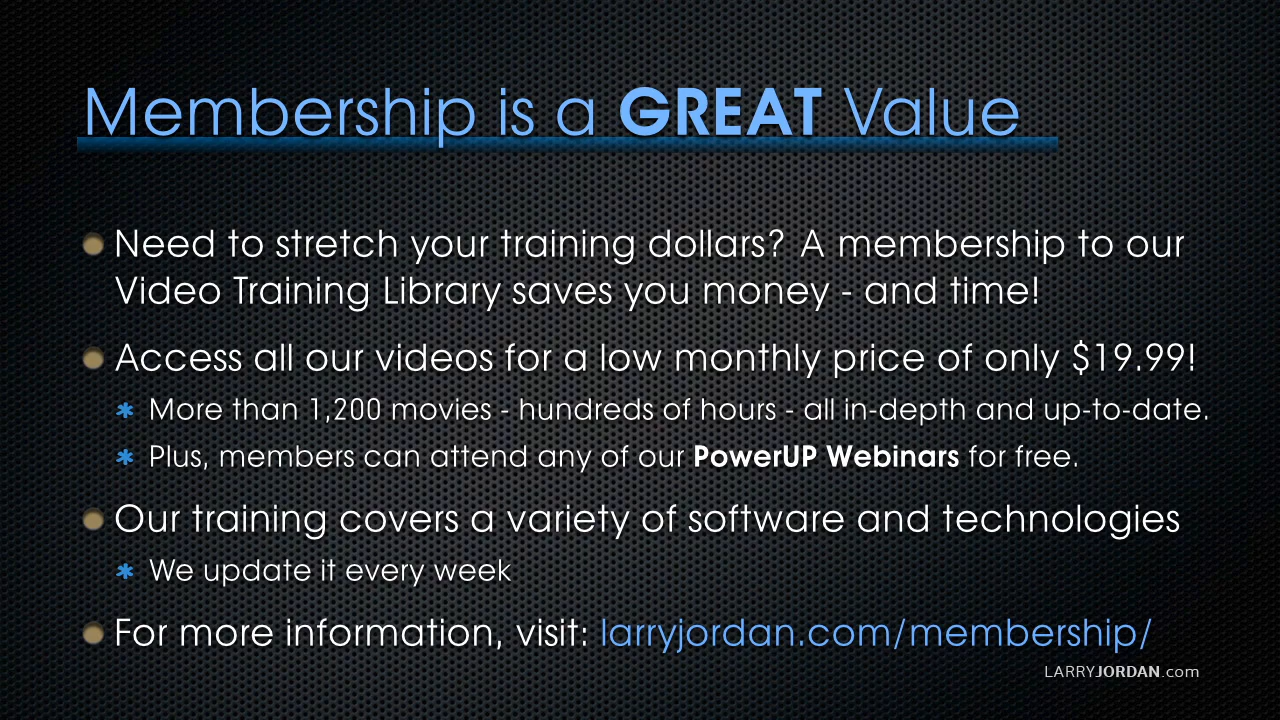 Membership is a GREAT Value
Need to stretch your training dollars? A membership to our
Video Training Library saves you money - and time!
Access all our videos for a low monthly price of only $19.99!
More than 1,200 movies - hundreds of hours - all in-depth and up-to-date.
Plus, members can attend any of our PowerUP Webinars for free.
Our training covers a variety of software and technologies
We update it every week
For more information, visit: larryjordan.com/membership/
LARRYJORDAN.com